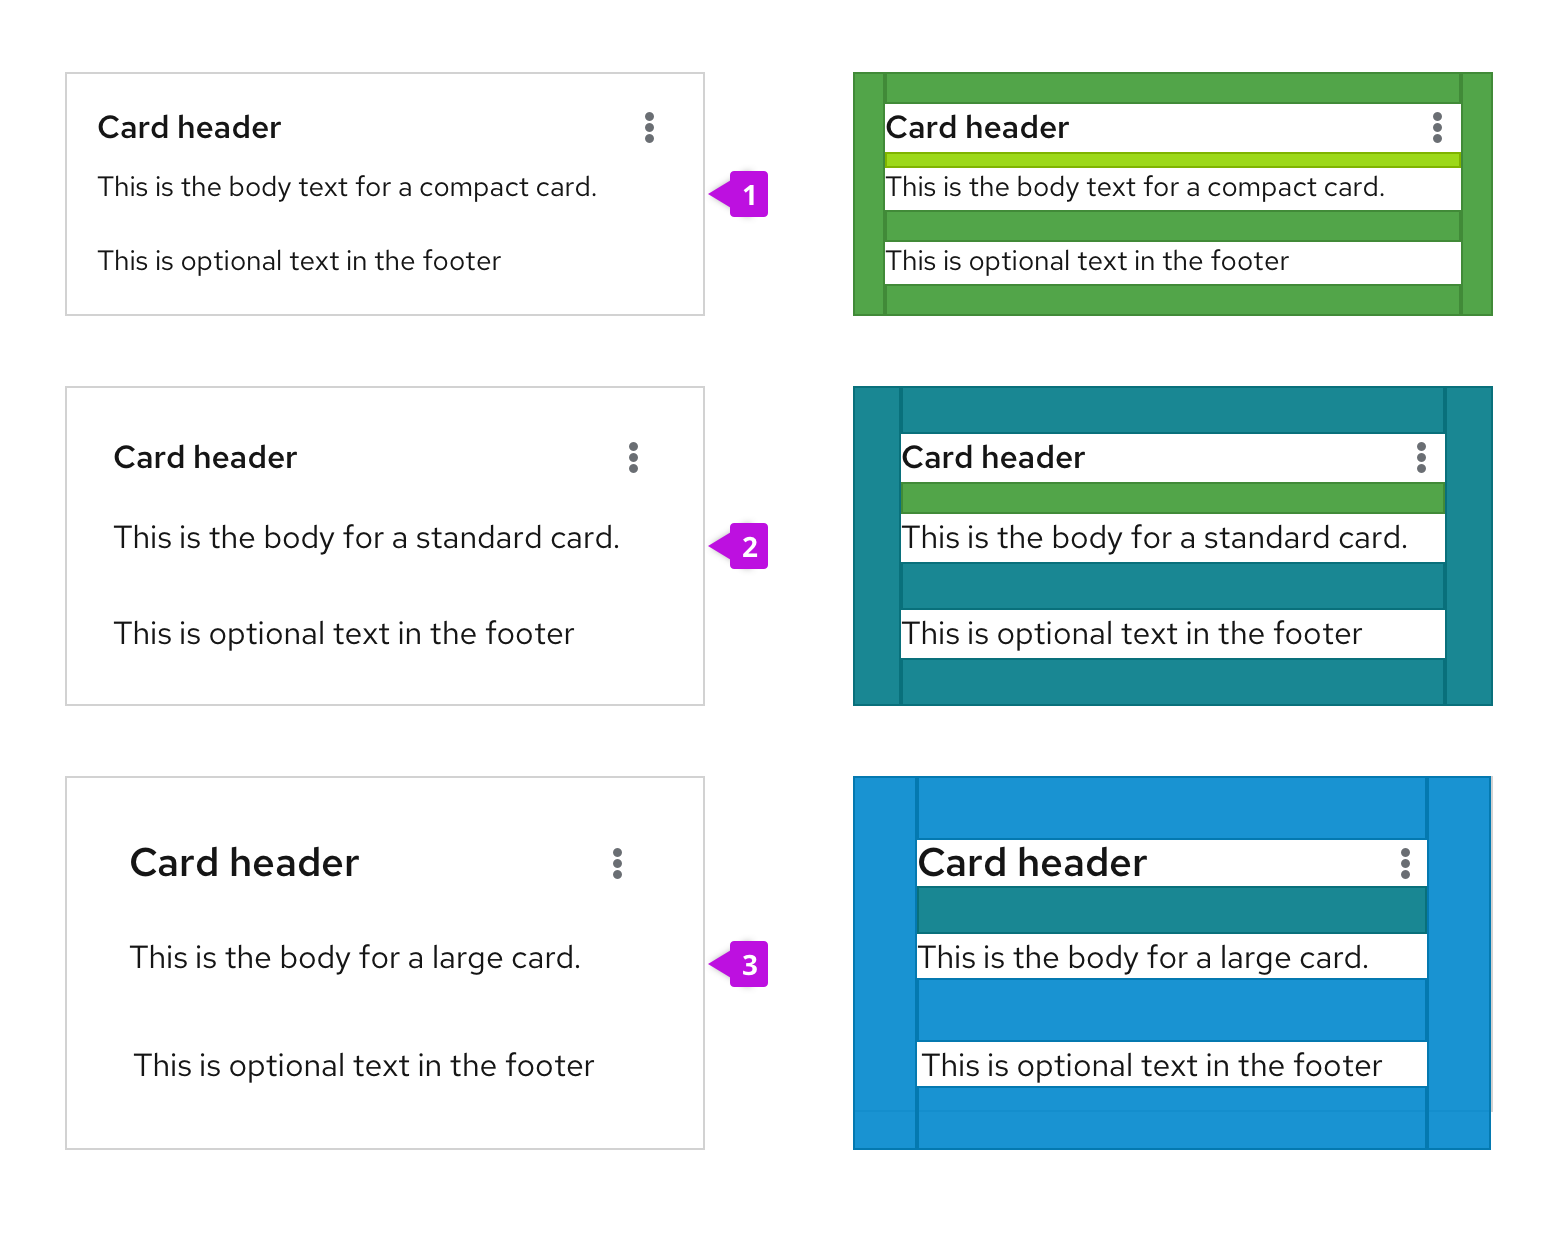 Card header
This is the body text for a compact card.
This is optional text in the footer
1
Card header
This is the body text for a compact card.
This is optional text in the footer
Card header
This is the body for a standard card.
This is optional text in the footer
2
Card header
This is the body for a standard card.
This is optional text in the footer
Card header
This is the body for a large card.
This is optional text in the footer
3
Card header
This is the body for a large card.
This is optional text in the footer